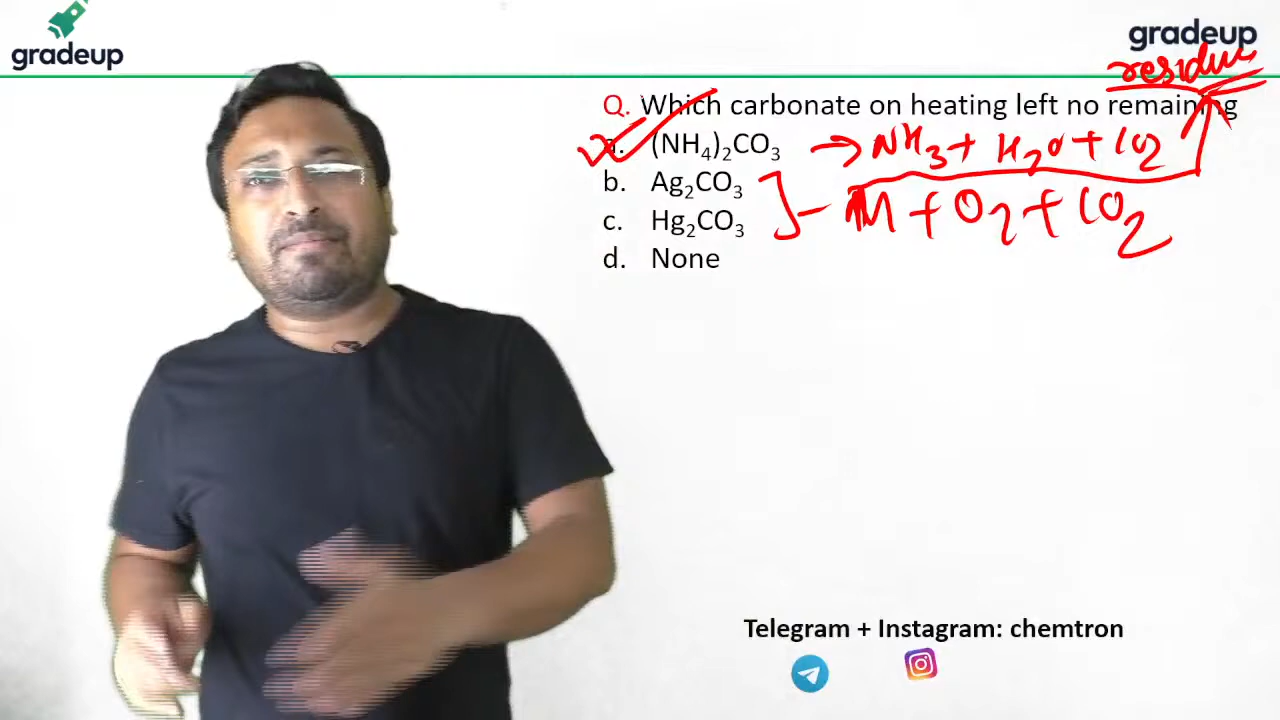 gradeup
gradeup
residue
Q. Which carbonate on heating left no remaining
a. (NH₄)₂CO₃ → NH₃ + H₂O + CO₂
b. Ag₂CO₃
c. Hg₂CO₃ - M + O₂ + CO₂
d. None
Telegram + Instagram: chemtron